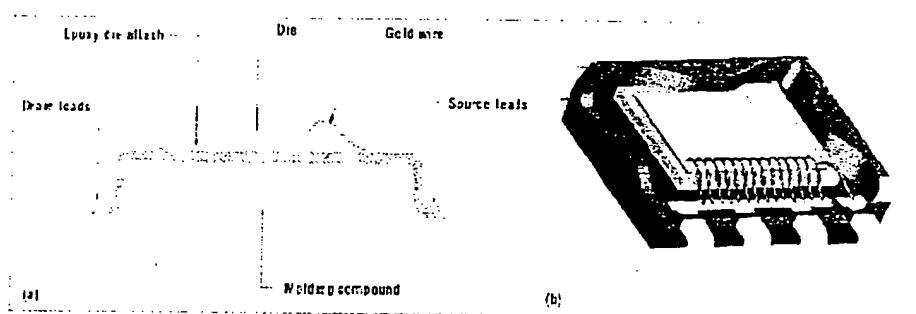 Epoxy die attach
Die
Gold wire
Drain leads
Source leads
Molding compound
(a)
(b)